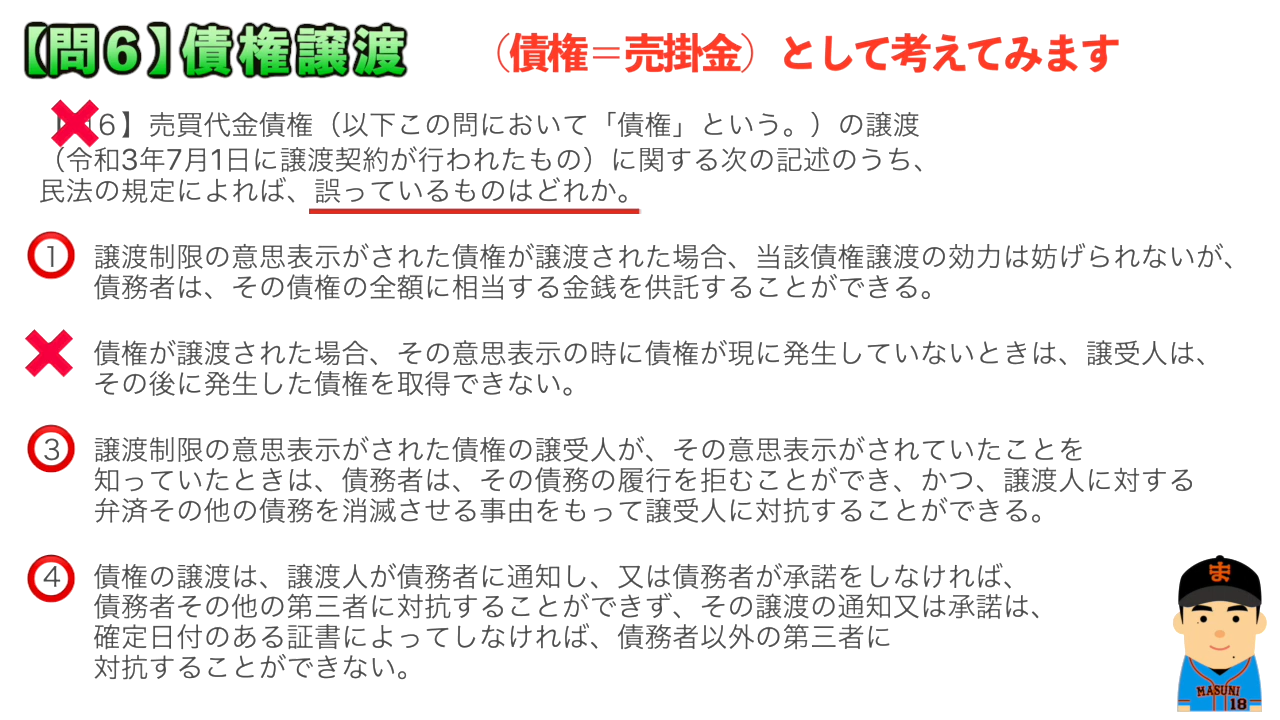 【問6】債権譲渡 （債権＝売掛金）として考えてみます
6】売買代金債権（以下この問において「債権」という。）の譲渡
（令和3年7月1日に譲渡契約が行われたもの）に関する次の記述のうち、
民法の規定によれば、誤っているものはどれか。
1 譲渡制限の意思表示がされた債権が譲渡された場合、当該債権譲渡の効力は妨げられないが、
債務者は、その債権の全額に相当する金銭を供託することができる。
債権が譲渡された場合、その意思表示の時に債権が現に発生していないときは、譲受人は、
その後に発生した債権を取得できない。
3 譲渡制限の意思表示がされた債権の譲受人が、その意思表示がされていたことを
知っていたときは、債務者は、その債務の履行を拒むことができ、かつ、譲渡人に対する
弁済その他の債務を消滅させる事由をもって譲受人に対抗することができる。
4 債権の譲渡は、譲渡人が債務者に通知し、又は債務者が承諾をしなければ、
債務者その他の第三者に対抗することができず、その譲渡の通知又は承諾は、
確定日付のある証書によってしなければ、債務者以外の第三者に
対抗することができない。
ま
MASUNI
18